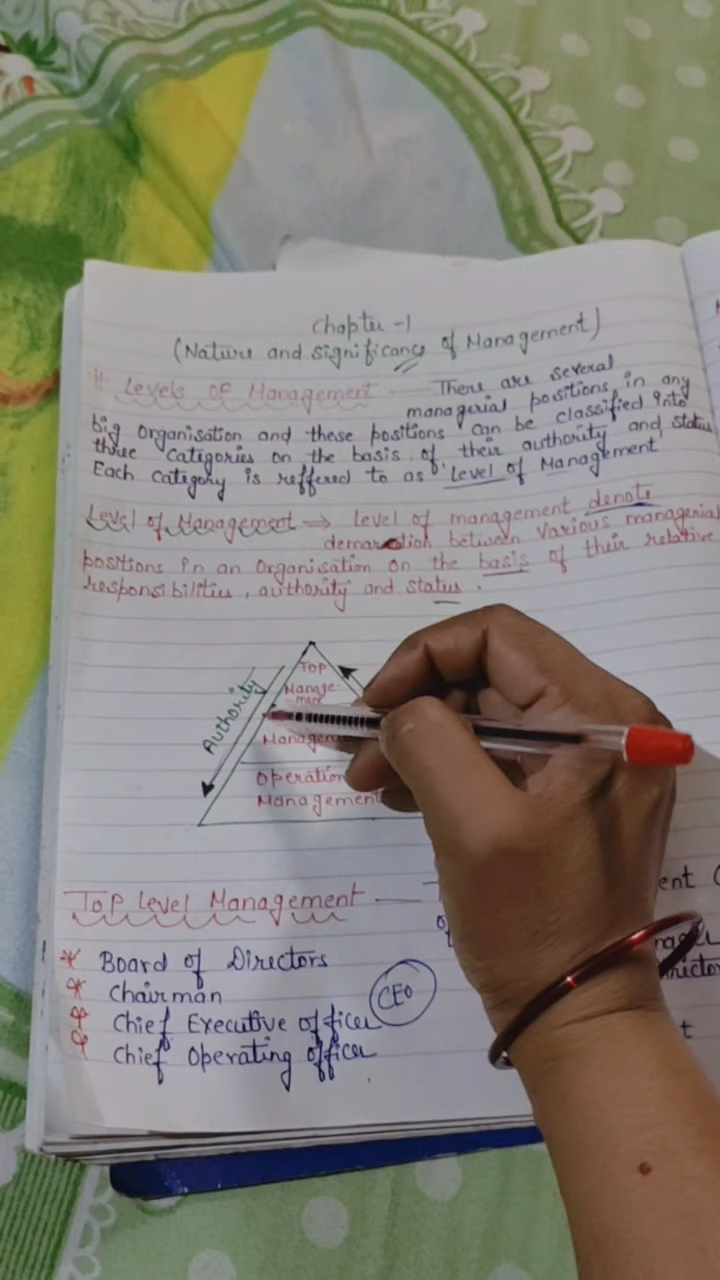 Chapter -1
(Nature and significance of Management)
Levels of Management — There are several
managerial positions in any
big Organisation and these positions can be classified into
three Categories on the basis of their authority and status
Each Category is reffered to as 'Level of Management'
Level of Management → Level of management denote
demarction between various managerial
positions in an Organisation on the basis of their relative
responsibilities, authority and status.
Authority
Top
Manage-
ment
Managem
Operation
Management
Top Level Management —
* Board of Directors
* Chairman
CEO
* Chief Executive officer
* Chief Operating officer